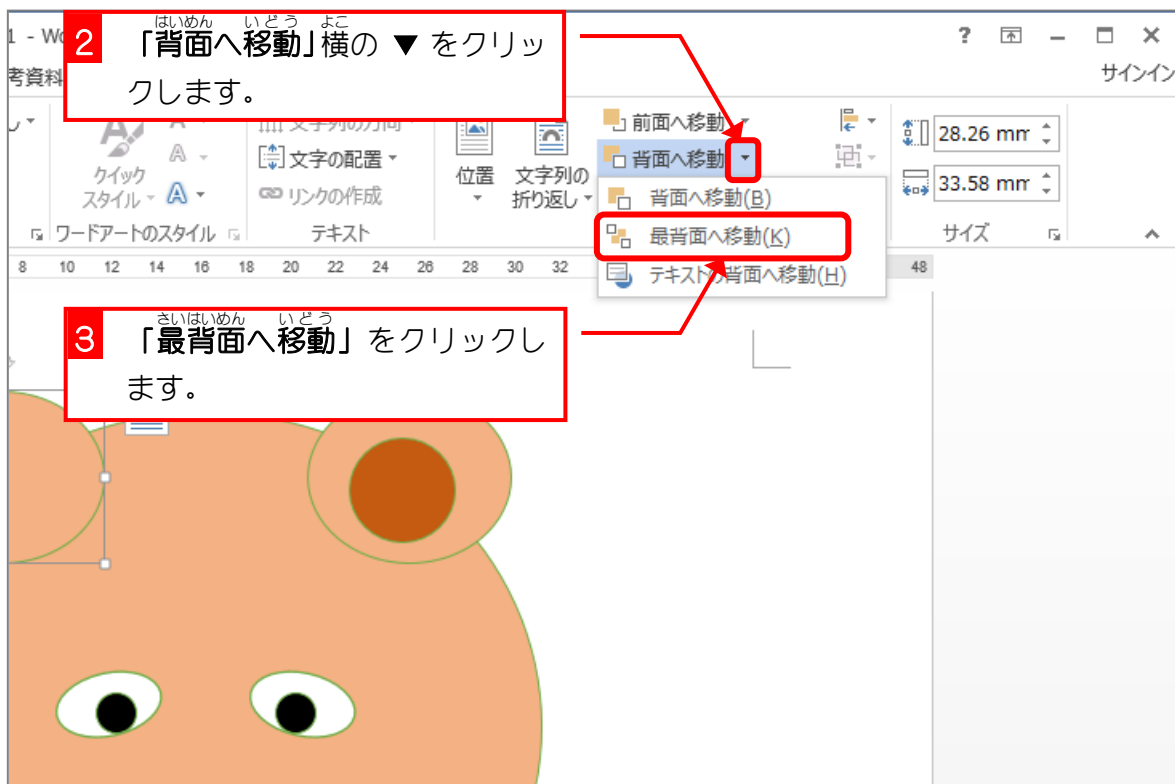 1 - Wo
? 
考資料
サインイン
はいめん いどう よこ
2 「背面へ移動」横の ▼ をクリッ
クします。
A
文字列の方向
文字の配置
リンクの作成
クイック
スタイル
A
A
位置
文字列の
折り返し
前面へ移動
背面へ移動
28.26 mm
33.58 mm
背面へ移動(B)
最背面へ移動(K)
テキストの背面へ移動(H)
ワードアートのスタイル
テキスト
サイズ
8 10 12 14 16 18 20 22 24 26 28 30 32 48
さいはいめん いどう
3 「最背面へ移動」をクリックし
ます。